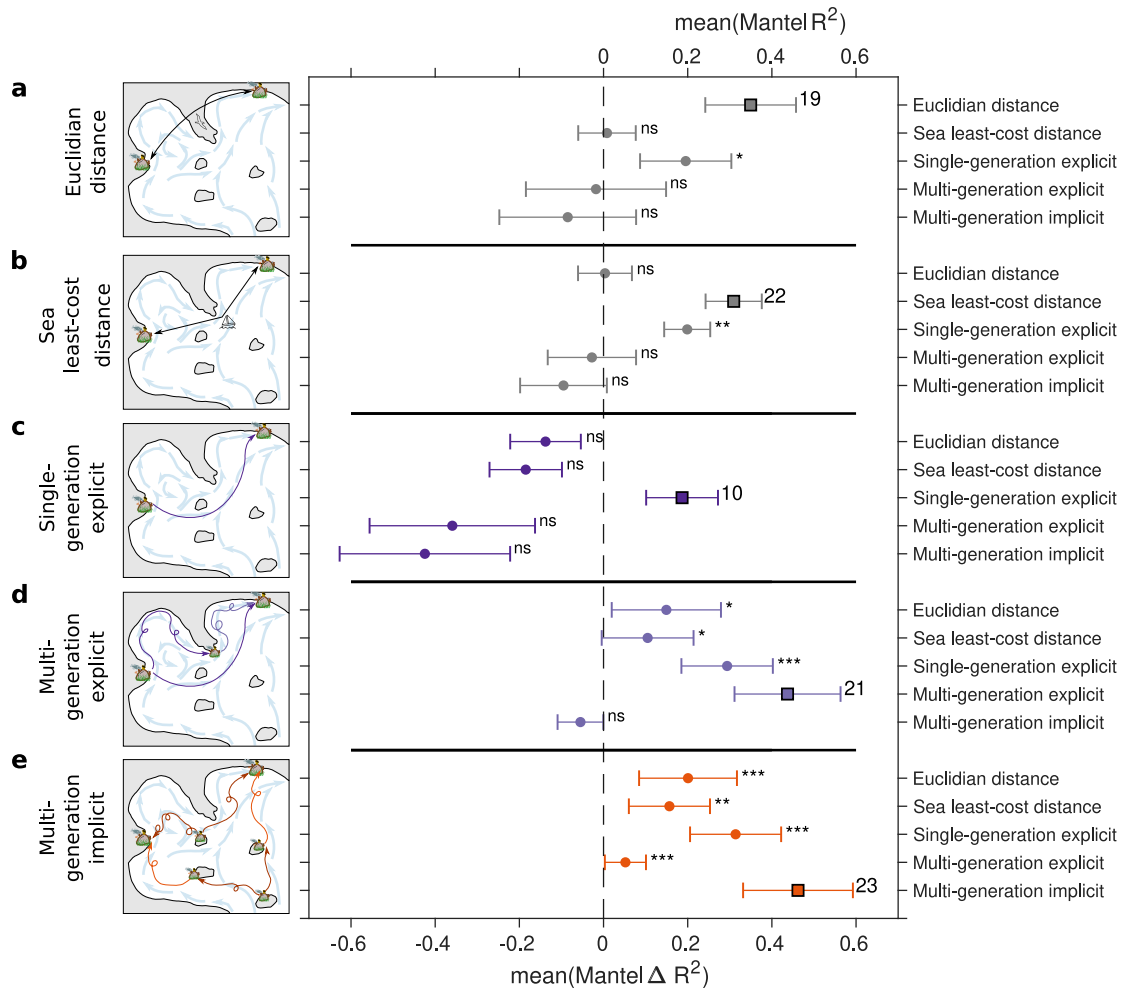 mean(Mantel R²)
0 0.2 0.4 0.6
a
Euclidian
distance
19
Euclidian distance
ns
Sea least-cost distance
*
Single-generation explicit
ns
Multi-generation explicit
ns
Multi-generation implicit
b
Sea
least-cost
distance
ns
Euclidian distance
22
Sea least-cost distance
**
Single-generation explicit
ns
Multi-generation explicit
ns
Multi-generation implicit
c
Single-
generation
explicit
ns
Euclidian distance
ns
Sea least-cost distance
10
Single-generation explicit
ns
Multi-generation explicit
ns
Multi-generation implicit
d
Multi-
generation
explicit
*
Euclidian distance
*
Sea least-cost distance
***
Single-generation explicit
21
Multi-generation explicit
ns
Multi-generation implicit
e
Multi-
generation
implicit
***
Euclidian distance
**
Sea least-cost distance
***
Single-generation explicit
***
Multi-generation explicit
23
Multi-generation implicit
-0.6 -0.4 -0.2 0 0.2 0.4 0.6
mean(Mantel Δ R²)